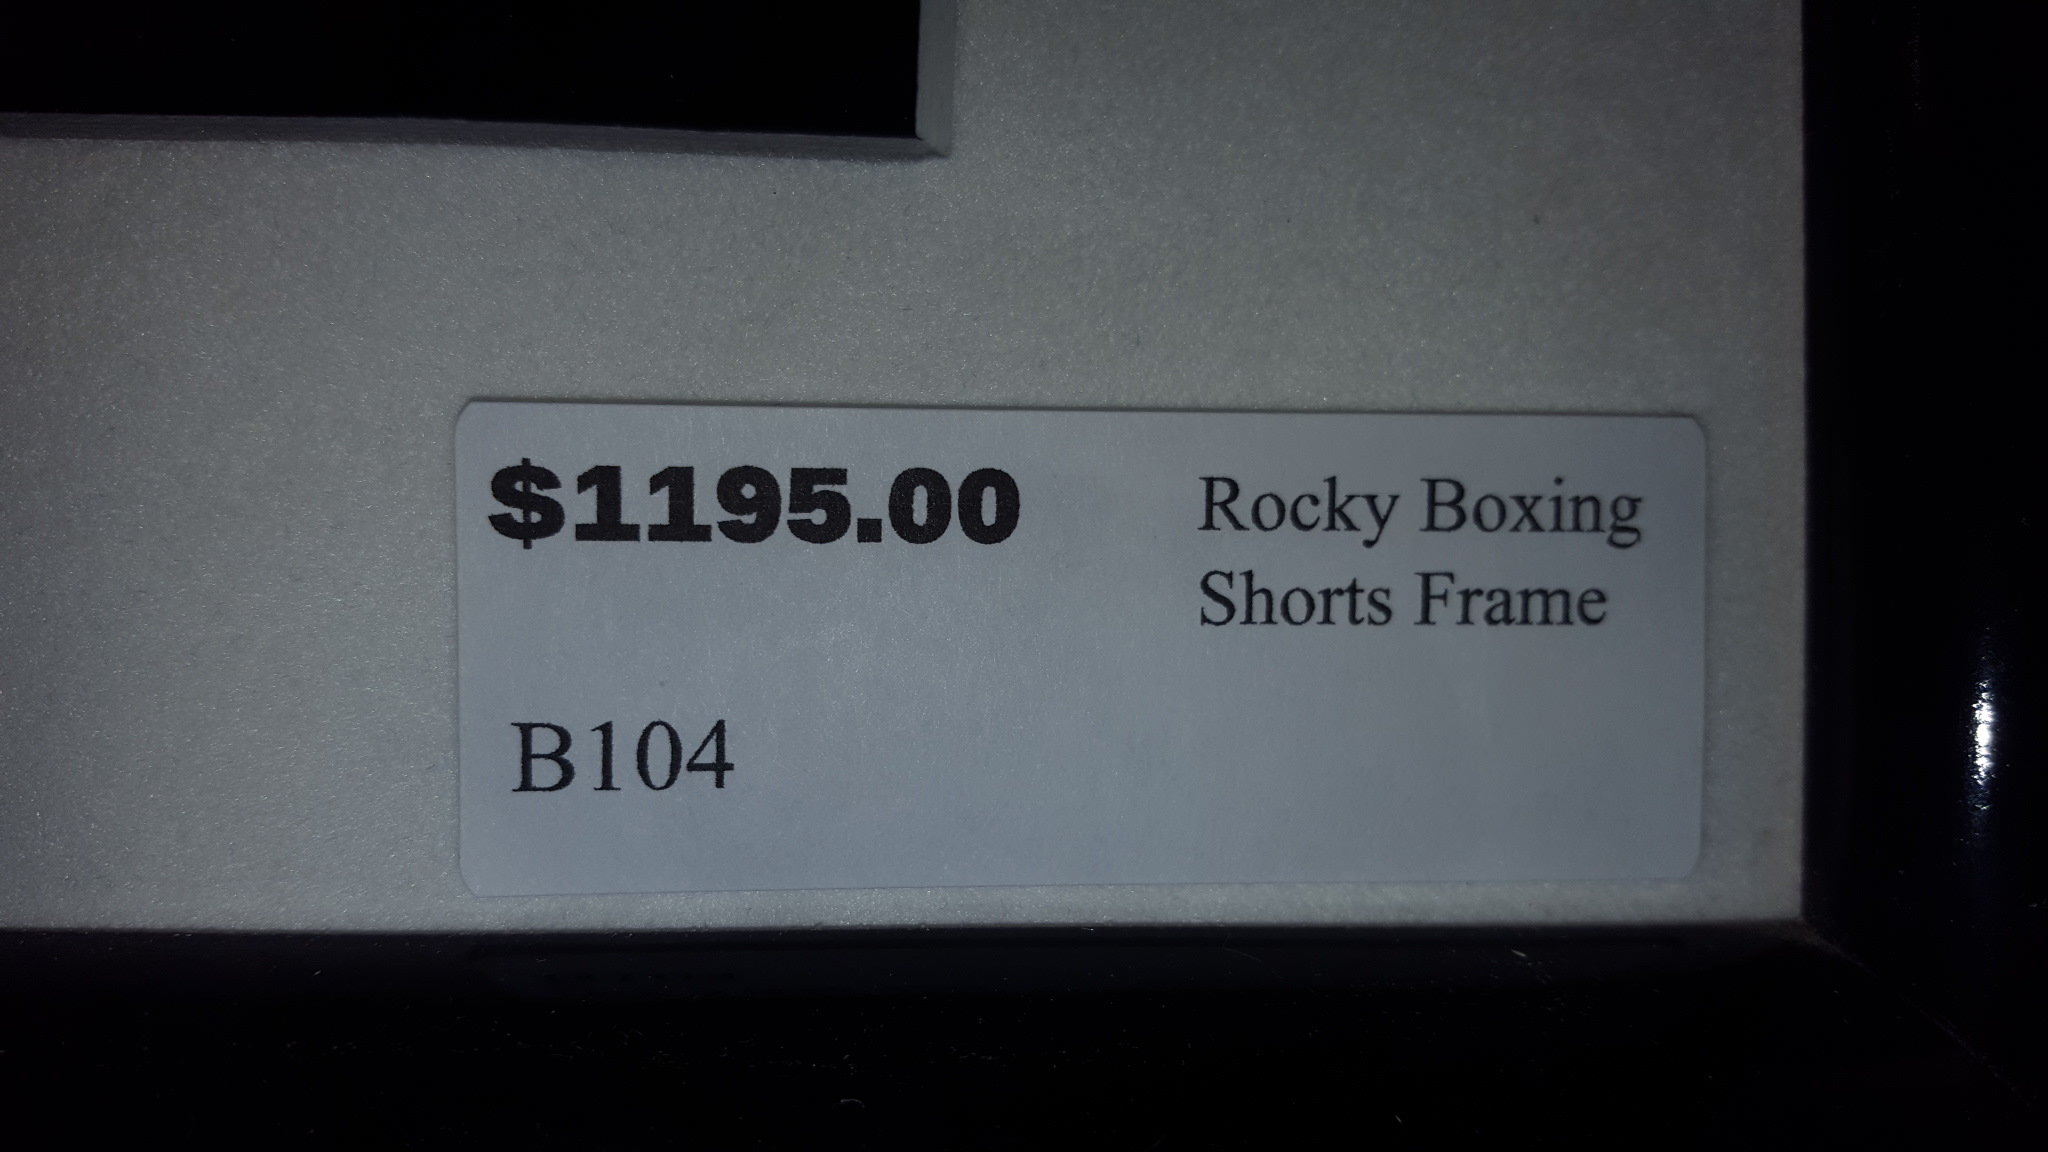 $1195.00
Rocky Boxing
Shorts Frame
B104